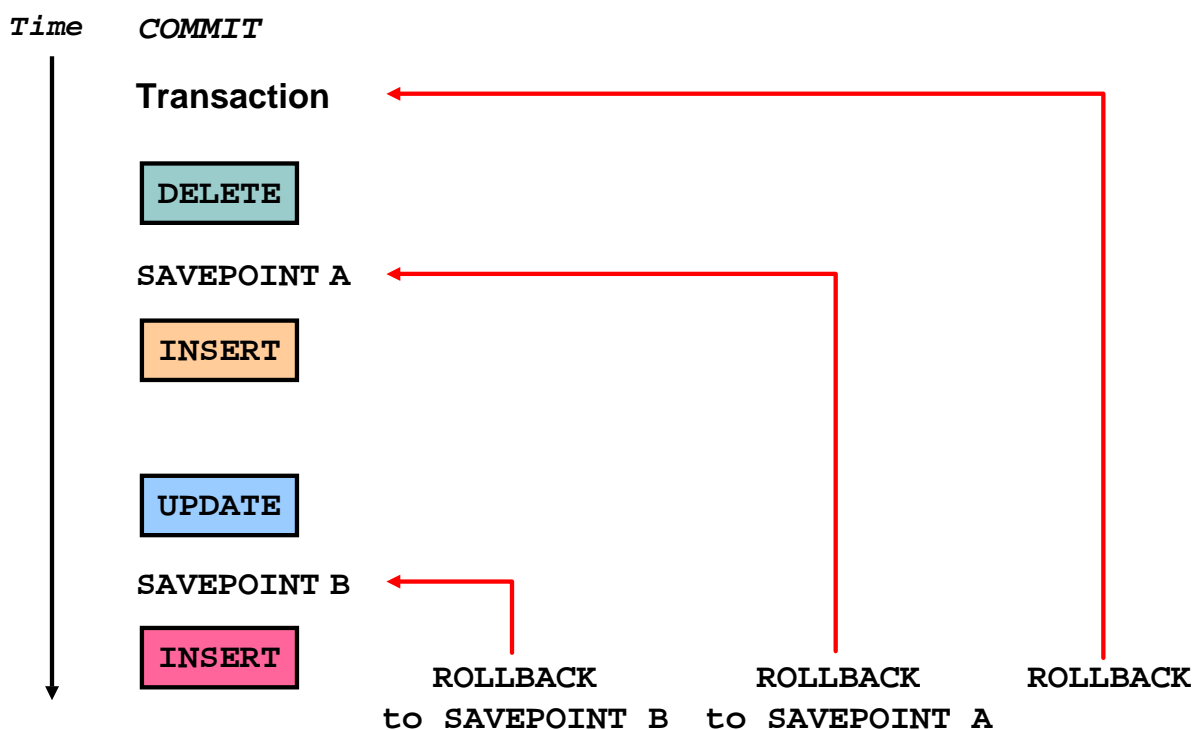 Time COMMIT
Transaction
DELETE
SAVEPOINT A
INSERT
UPDATE
SAVEPOINT B
INSERT
ROLLBACK
to SAVEPOINT B
ROLLBACK
to SAVEPOINT A
ROLLBACK